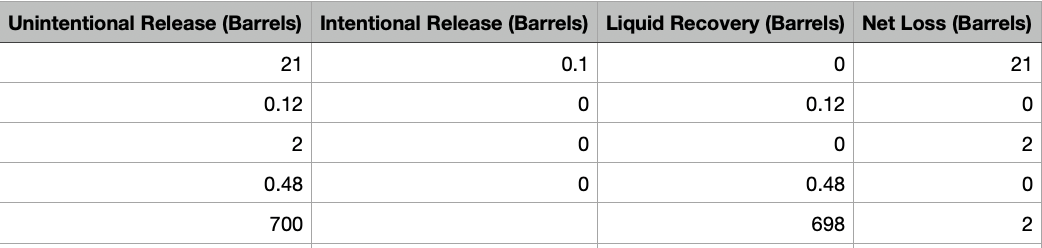 Unintentional Release (Barrels) Intentional Release (Barrels) Liquid Recovery (Barrels) Net Loss (Barrels)
21 0.1 0 21
0.12 0 0.12 0
2 0 0 2
0.48 0 0.48 0
700 698 2